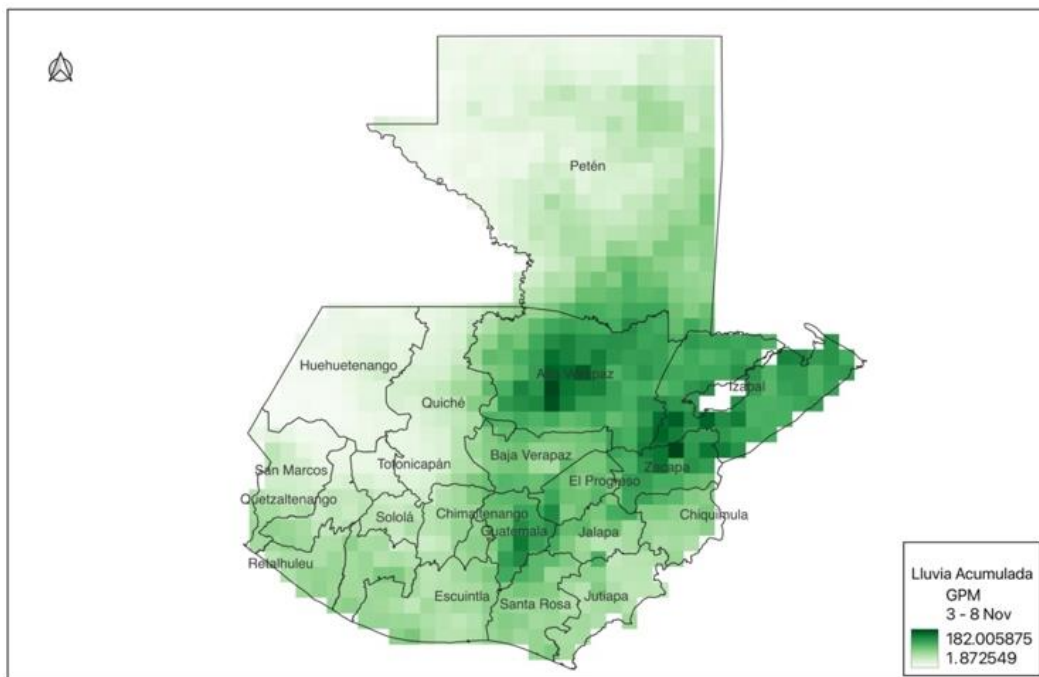 Petén
Huehuetenango
Alta Verapaz
Izabal
Quiché
Baja Verapaz
San Marcos
Totonicapán
Zacapa
El Progreso
Quetzaltenango
Sololá
Chimaltenango
Chiquimula
Guatemala
Jalapa
Retalhuleu
Escuintla
Santa Rosa
Jutiapa
Lluvia Acumulada
GPM
3 - 8 Nov
182.005875
1.872549